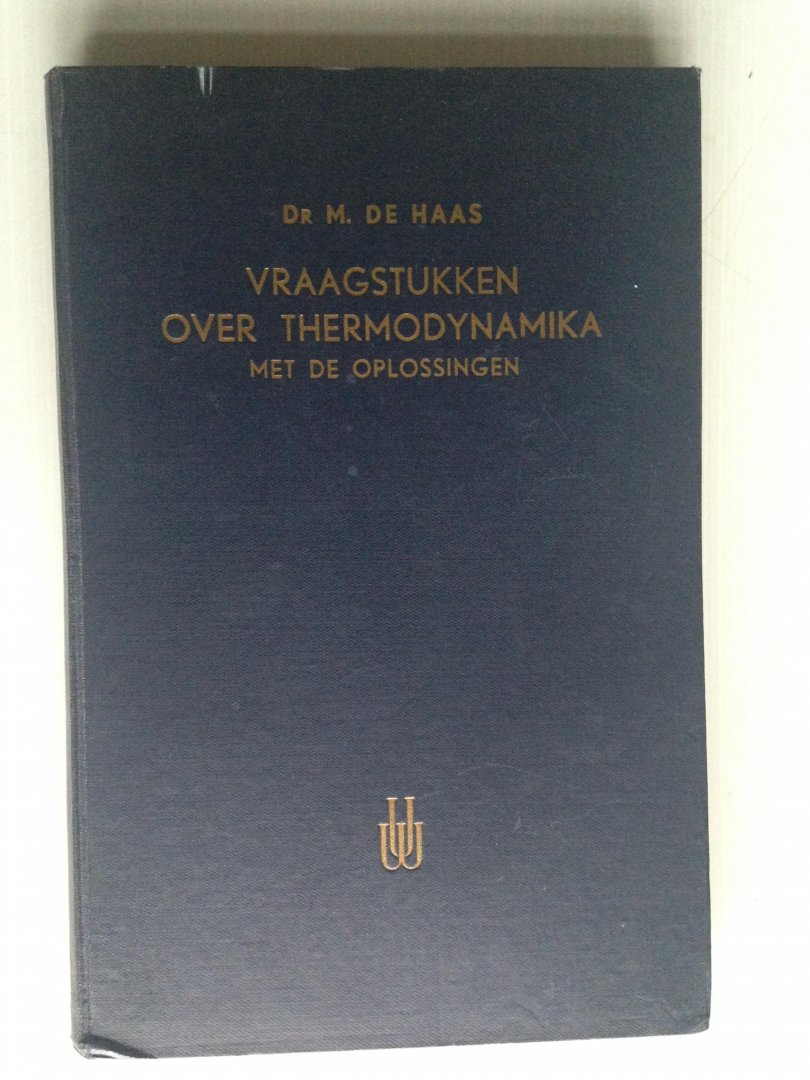 Dr M. DE HAAS
VRAAGSTUKKEN
OVER THERMODYNAMIKA
MET DE OPLOSSINGEN